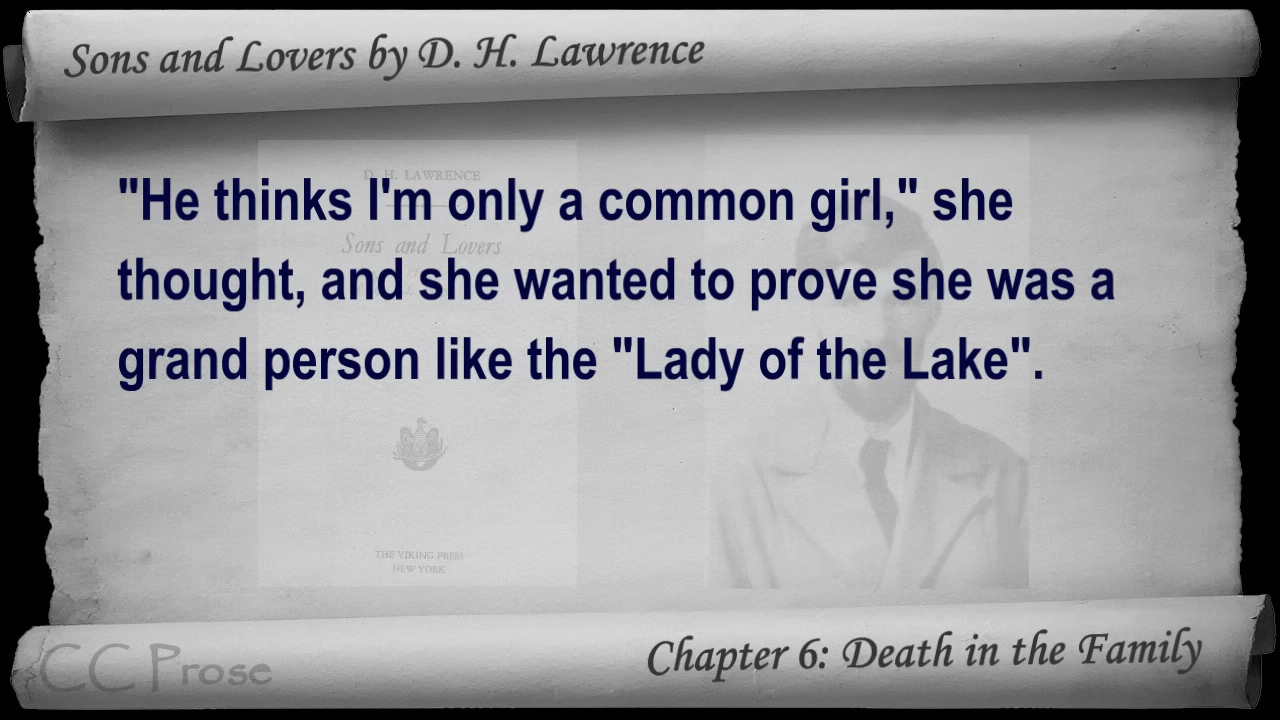 Sons and Lovers by D. H. Lawrence
D. H. LAWRENCE
"He thinks I'm only a common girl," she
Sons and Lovers
thought, and she wanted to prove she was a
grand person like the "Lady of the Lake".
THE VIKING PRESS
NEW YORK
CC Prose
Chapter 6: Death in the Family